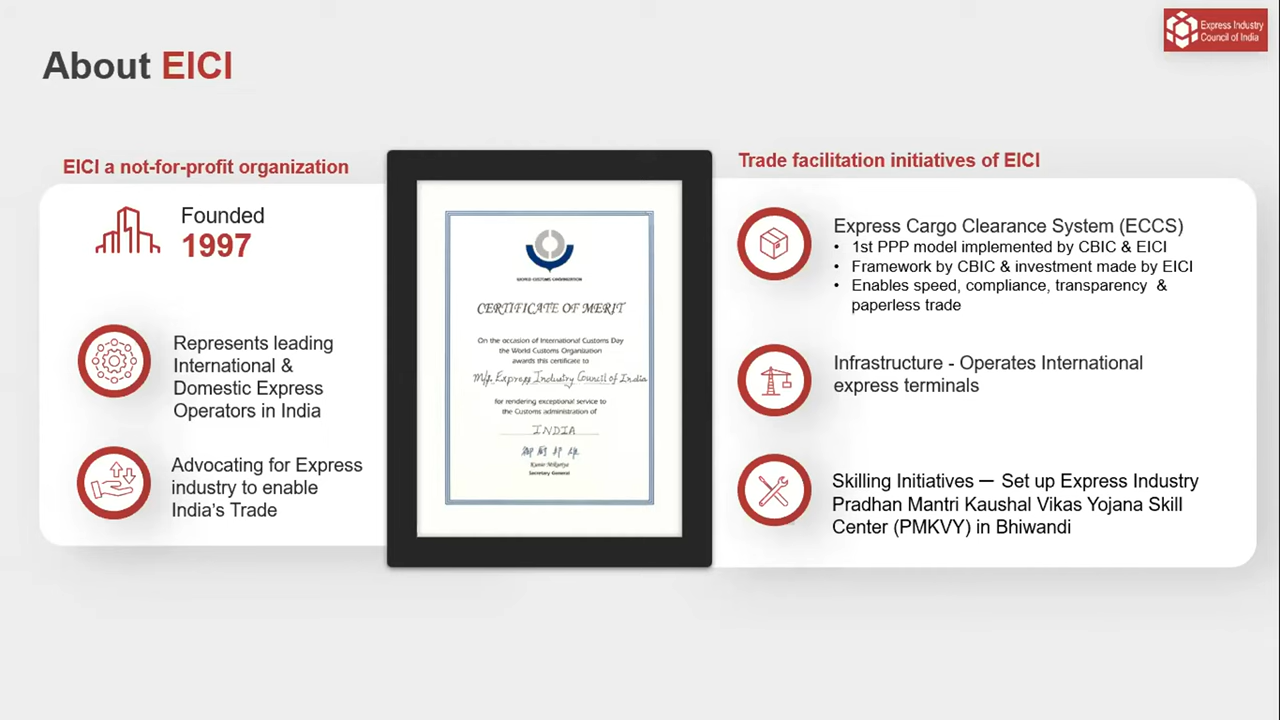 Express Industry
Council of India
About EICI
EICI a not-for-profit organization
Founded
1997
Represents leading
International &
Domestic Express
Operators in India
Advocating for Express
industry to enable
India's Trade
WORLD CUSTOMS ORGANIZATION
CERTIFICATE OF MERIT
On the occasion of International Customs Day
the World Customs Organisation
awards this certificate to
M/s. Express Industry Council of India
for rendering exceptional service to
the Customs administration of
INDIA
Kunio Mikuriya
Secretary General
Trade facilitation initiatives of EICI
Express Cargo Clearance System (ECCS)
• 1st PPP model implemented by CBIC & EICI
• Framework by CBIC & investment made by EICI
• Enables speed, compliance, transparency &
paperless trade
Infrastructure - Operates International
express terminals
Skilling Initiatives – Set up Express Industry
Pradhan Mantri Kaushal Vikas Yojana Skill
Center (PMKVY) in Bhiwandi